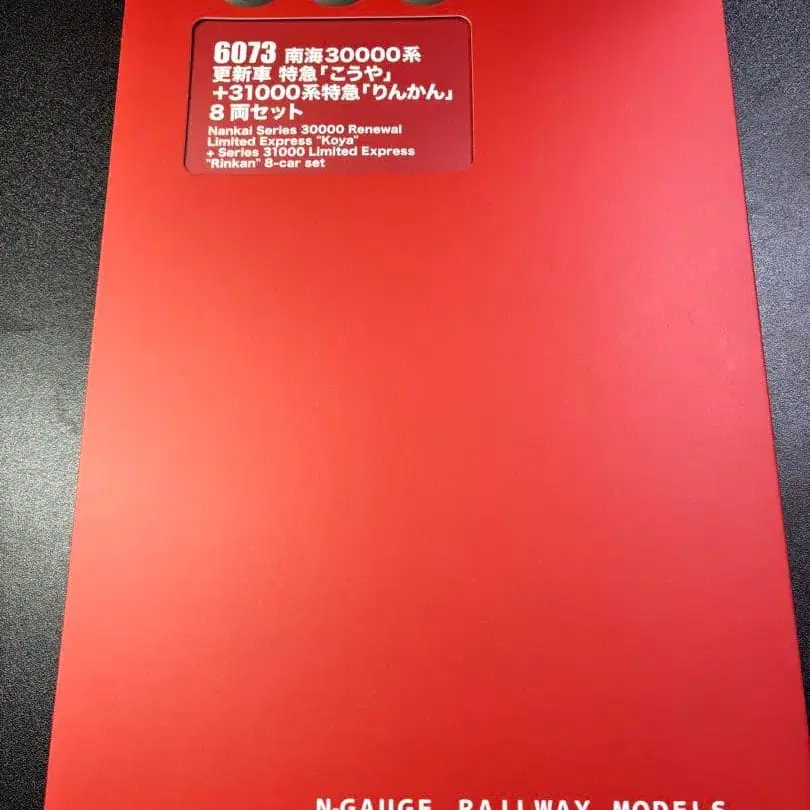 6073 南海30000系
更新車 特急「こうや」
+31000系特急「りんかん」
8両セット
Nankai Series 30000 Renewal
Limited Express "Koya"
+ Series 31000 Limited Express
"Rinkan" 8-car set
N-GAUGE RAILWAY MODELS